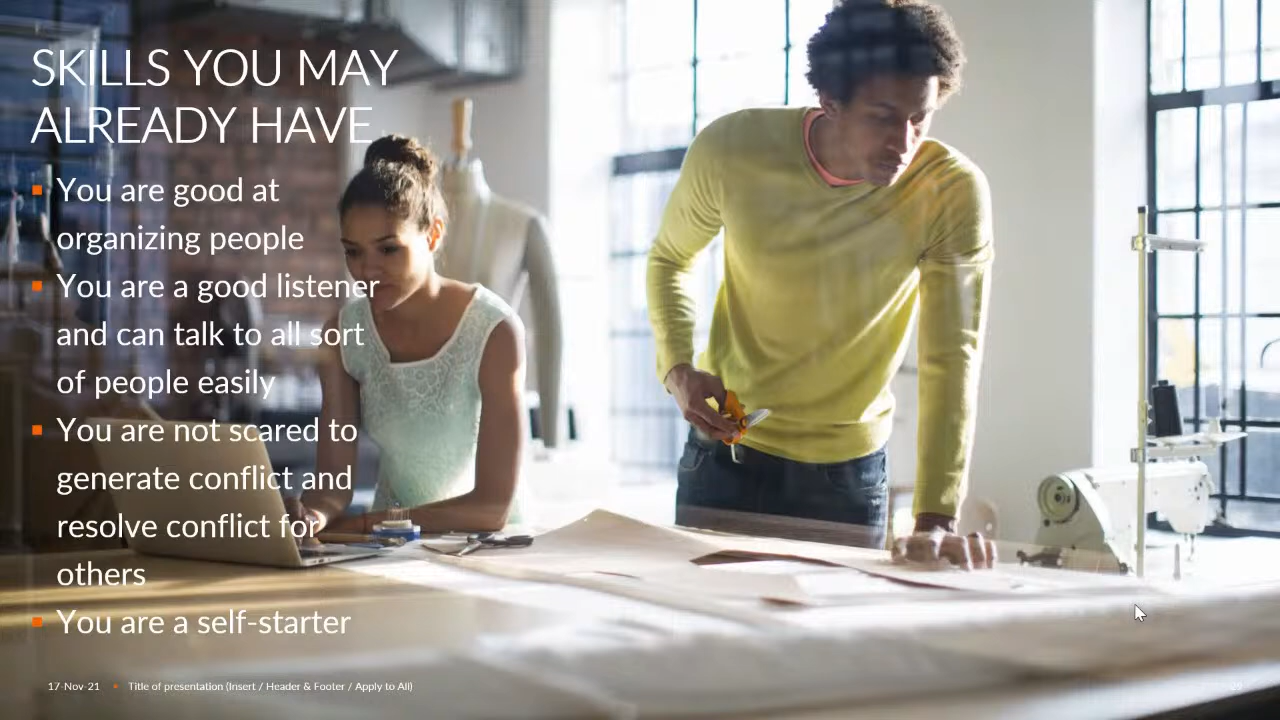 SKILLS YOU MAY
ALREADY HAVE
You are good at
organizing people
You are a good listener
and can talk to all sort
of people easily
You are not scared to
generate conflict and
resolve conflict for
others
You are a self-starter
17-Nov-21 ▪ Title of presentation (Insert / Header & Footer / Apply to All)